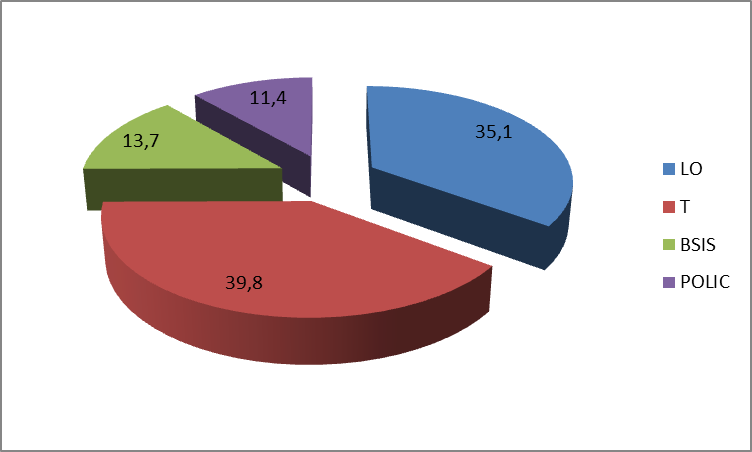 11,4
35,1
13,7
39,8
LO
T
BSIS
POLIC